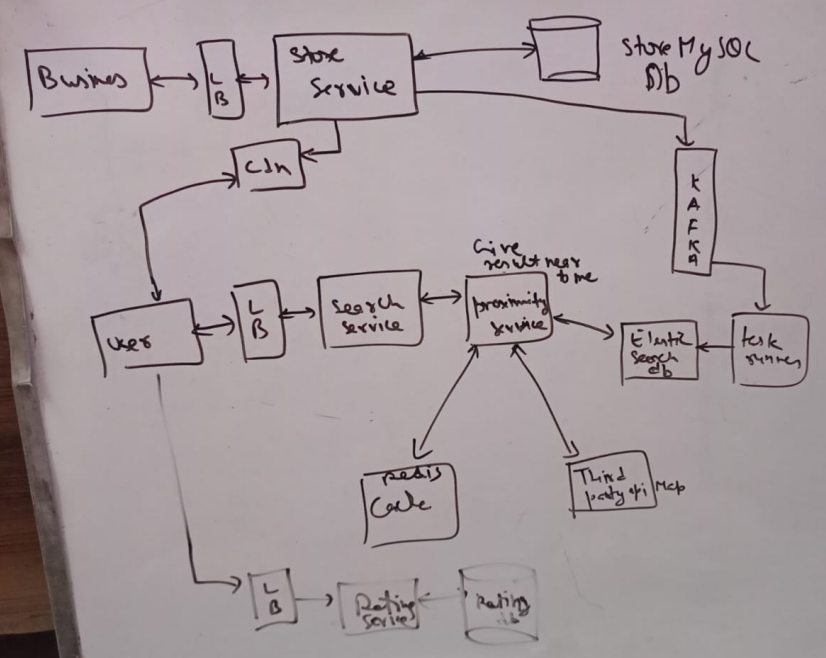 Busines
L
B
Store
Service
Store MySQL
Db
Cdn
K
A
F
K
A
Give
result near
to me
User
L
B
Search
service
proximity
service
Elastic
Search
db
task
runner
redis
Cache
Third
party api Map
L
B
Rating
Service
Rating
db